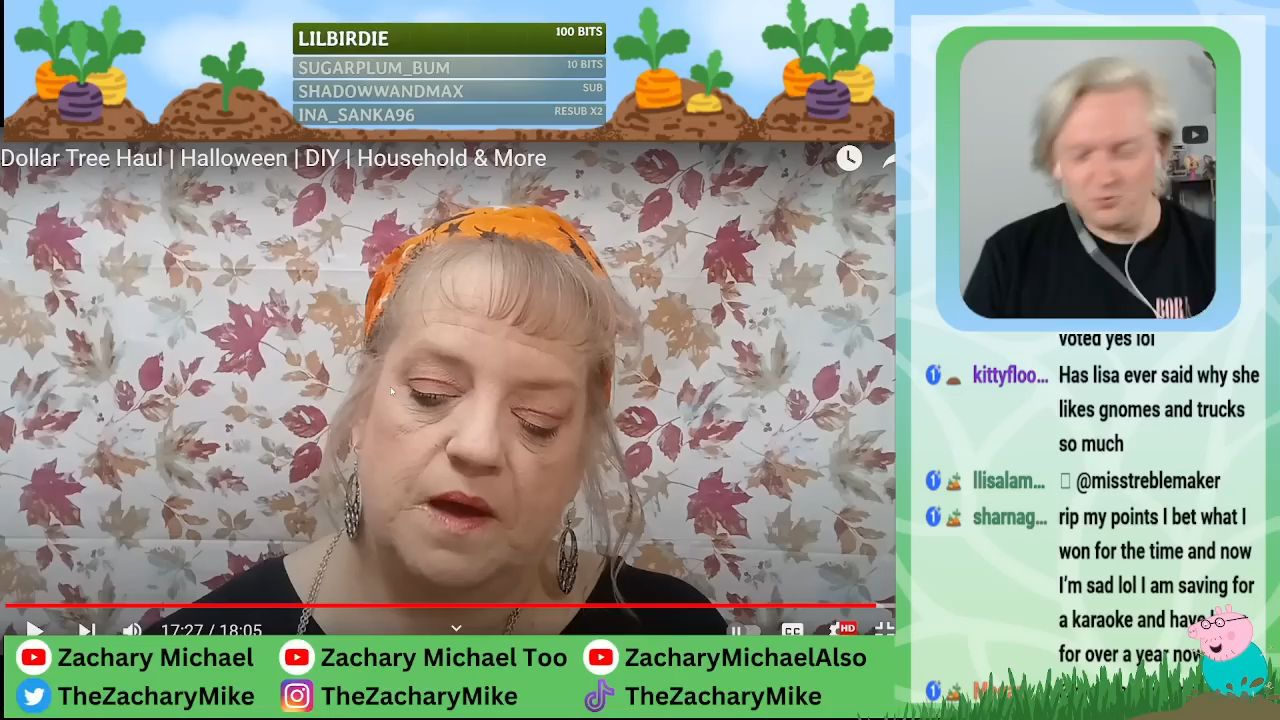 LILBIRDIE 100 BITS
SUGARPLUM_BUM 10 BITS
SHADOWWANDMAX SUB
INA_SANKA96 RESUB X2
Dollar Tree Haul | Halloween | DIY | Household & More
17:27 / 18:05
CC
HD
Zachary Michael
Zachary Michael Too
ZacharyMichaelAlso
TheZacharyMike
TheZacharyMike
TheZacharyMike
voted yes lol
kittyfloo... Has lisa ever said why she
likes gnomes and trucks
so much
llisalam... @misstreblemaker
sharnag... rip my points I bet what I
won for the time and now
I'm sad lol I am saving for
a karaoke and have
for over a year now